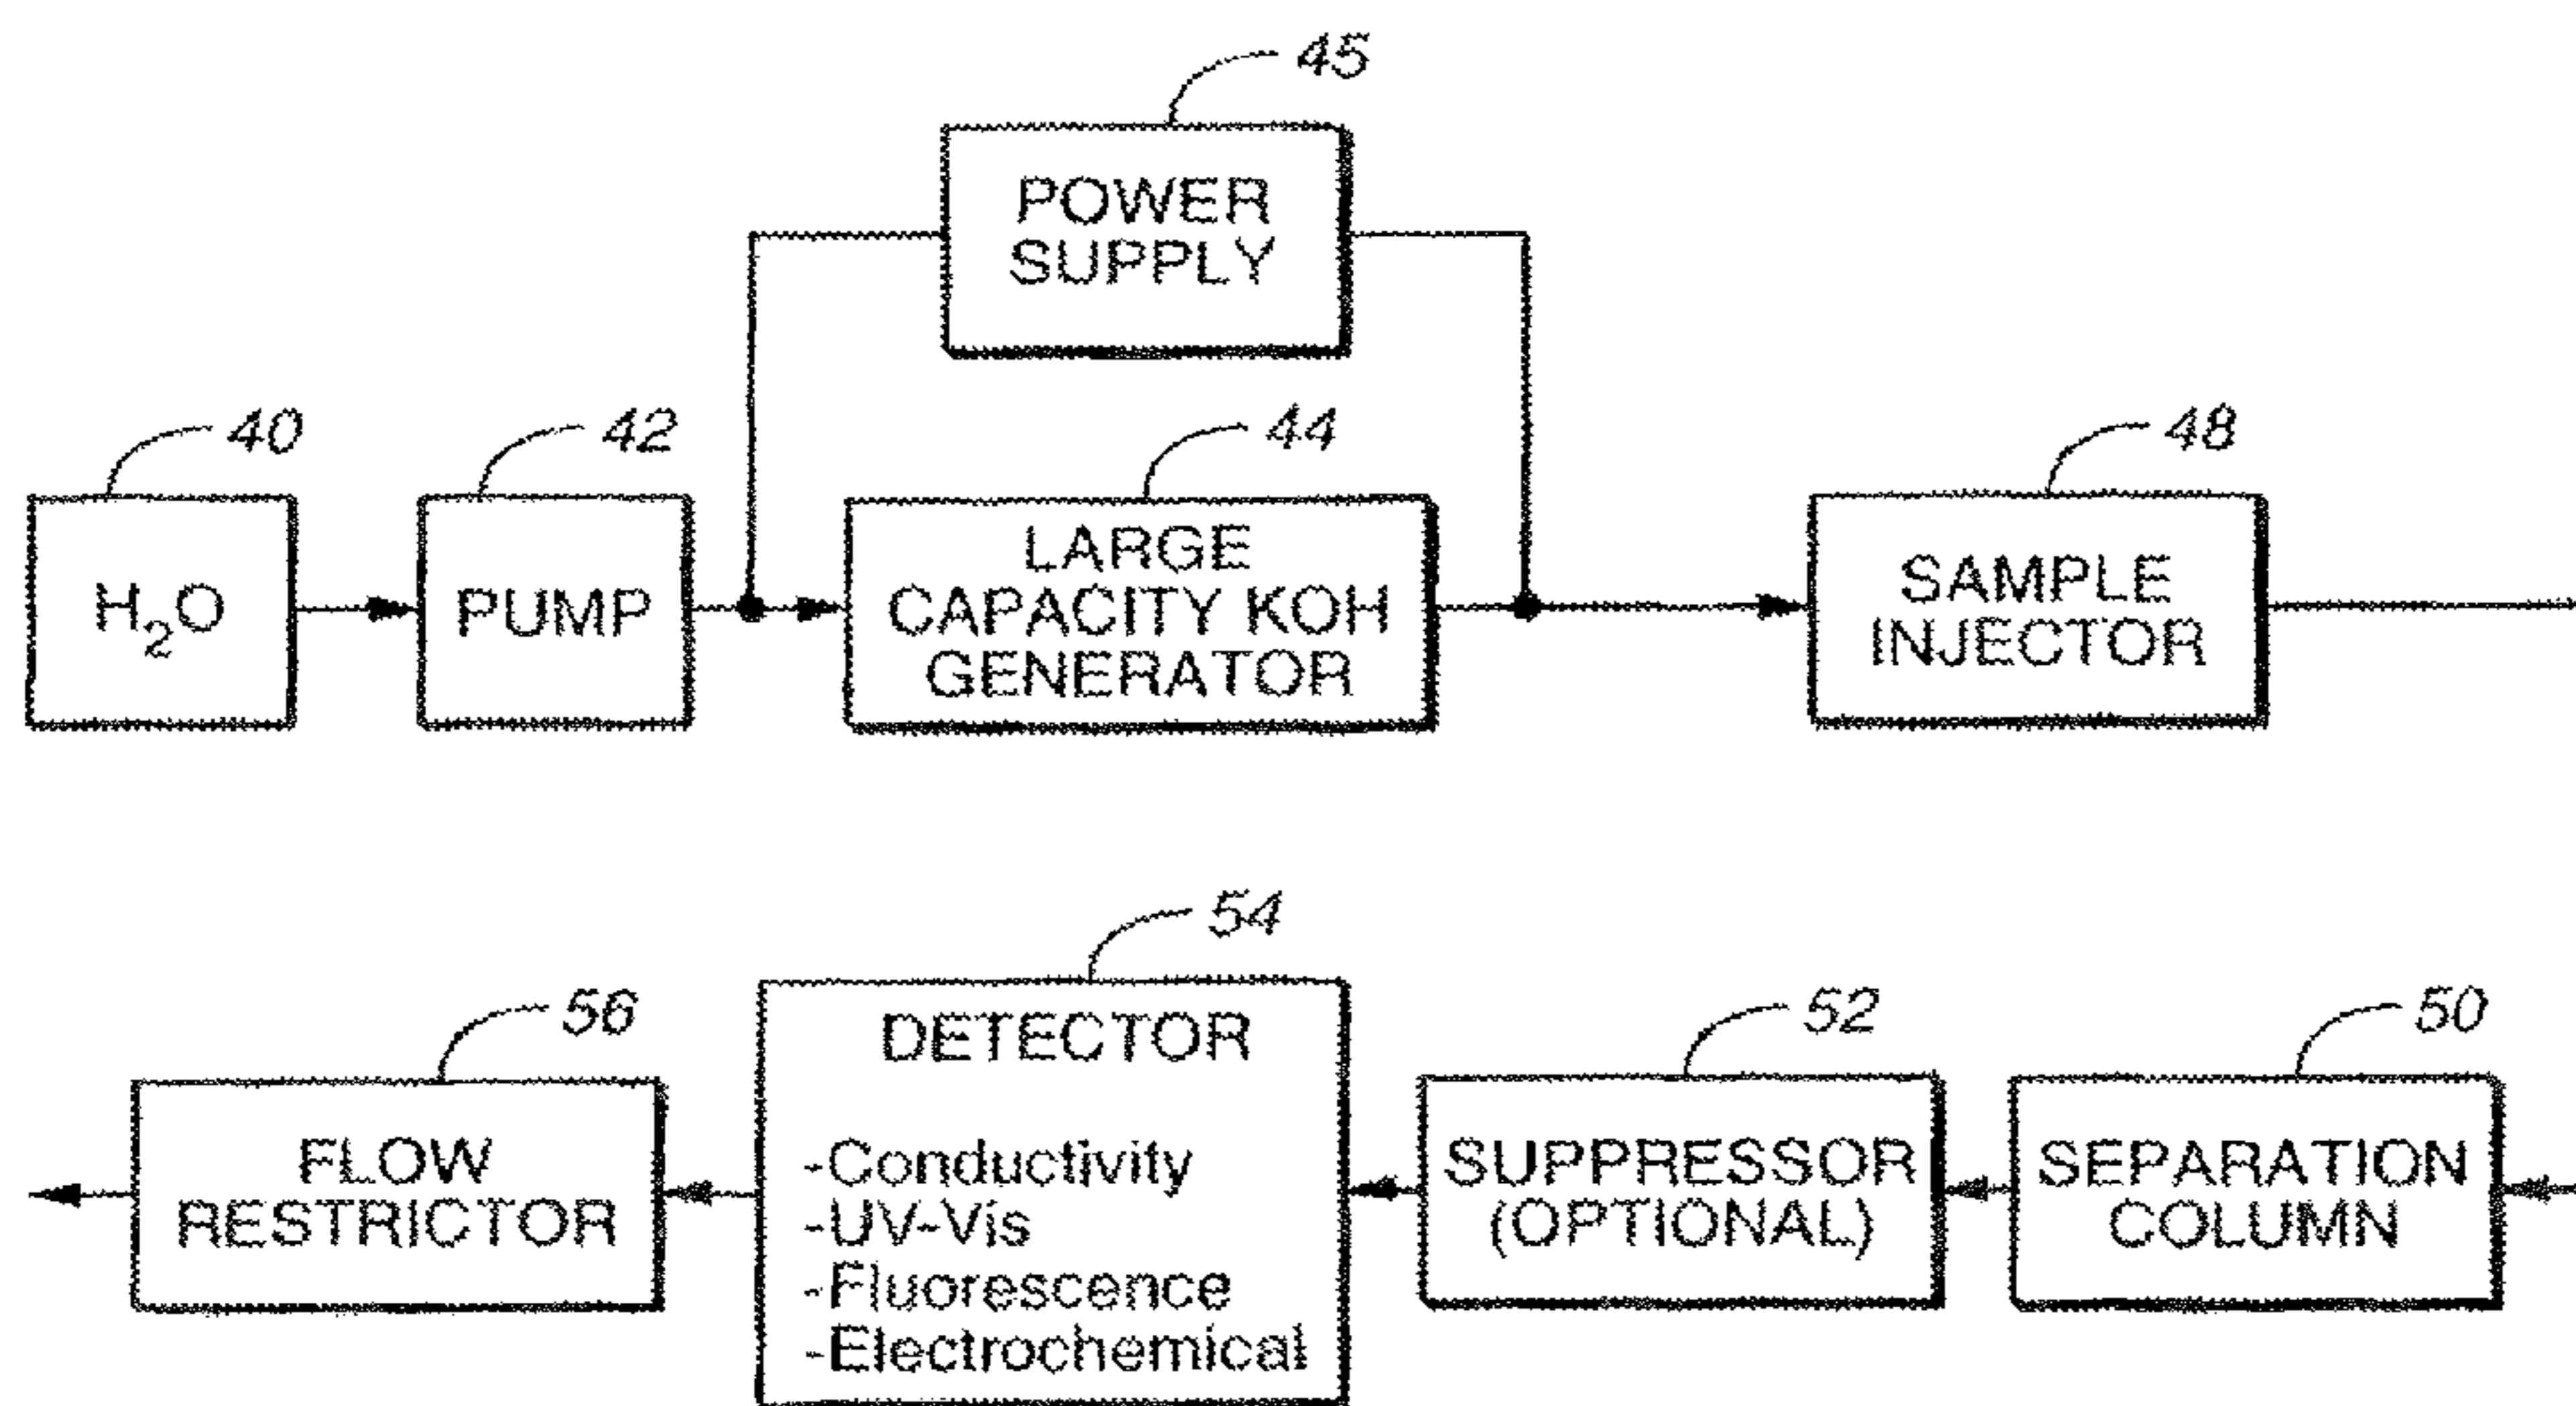 45
POWER
SUPPLY
40
42
44
48
H₂O
PUMP
LARGE
CAPACITY KOH
GENERATOR
SAMPLE
INJECTOR
54
56
52
50
DETECTOR
-Conductivity
-UV-Vis
-Fluorescence
-Electrochemical
FLOW
RESTRICTOR
SUPPRESSOR
(OPTIONAL)
SEPARATION
COLUMN